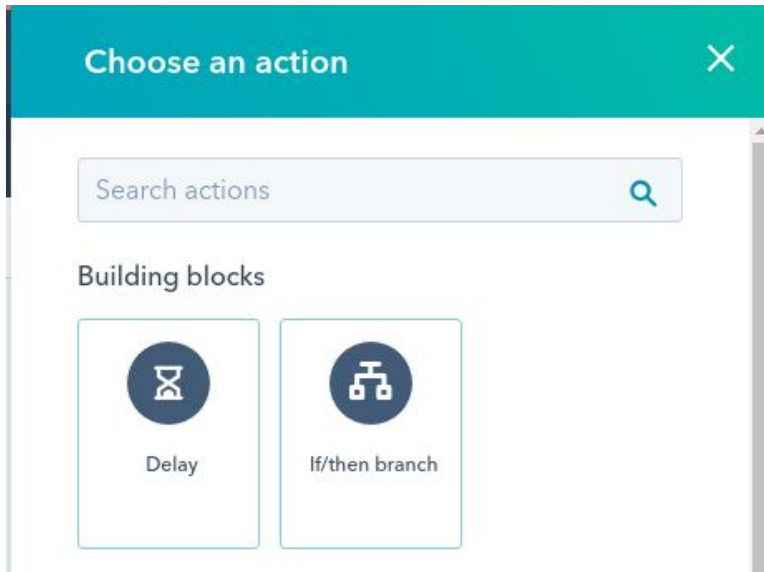 Choose an action
Search actions
Building blocks
Delay
If/then branch